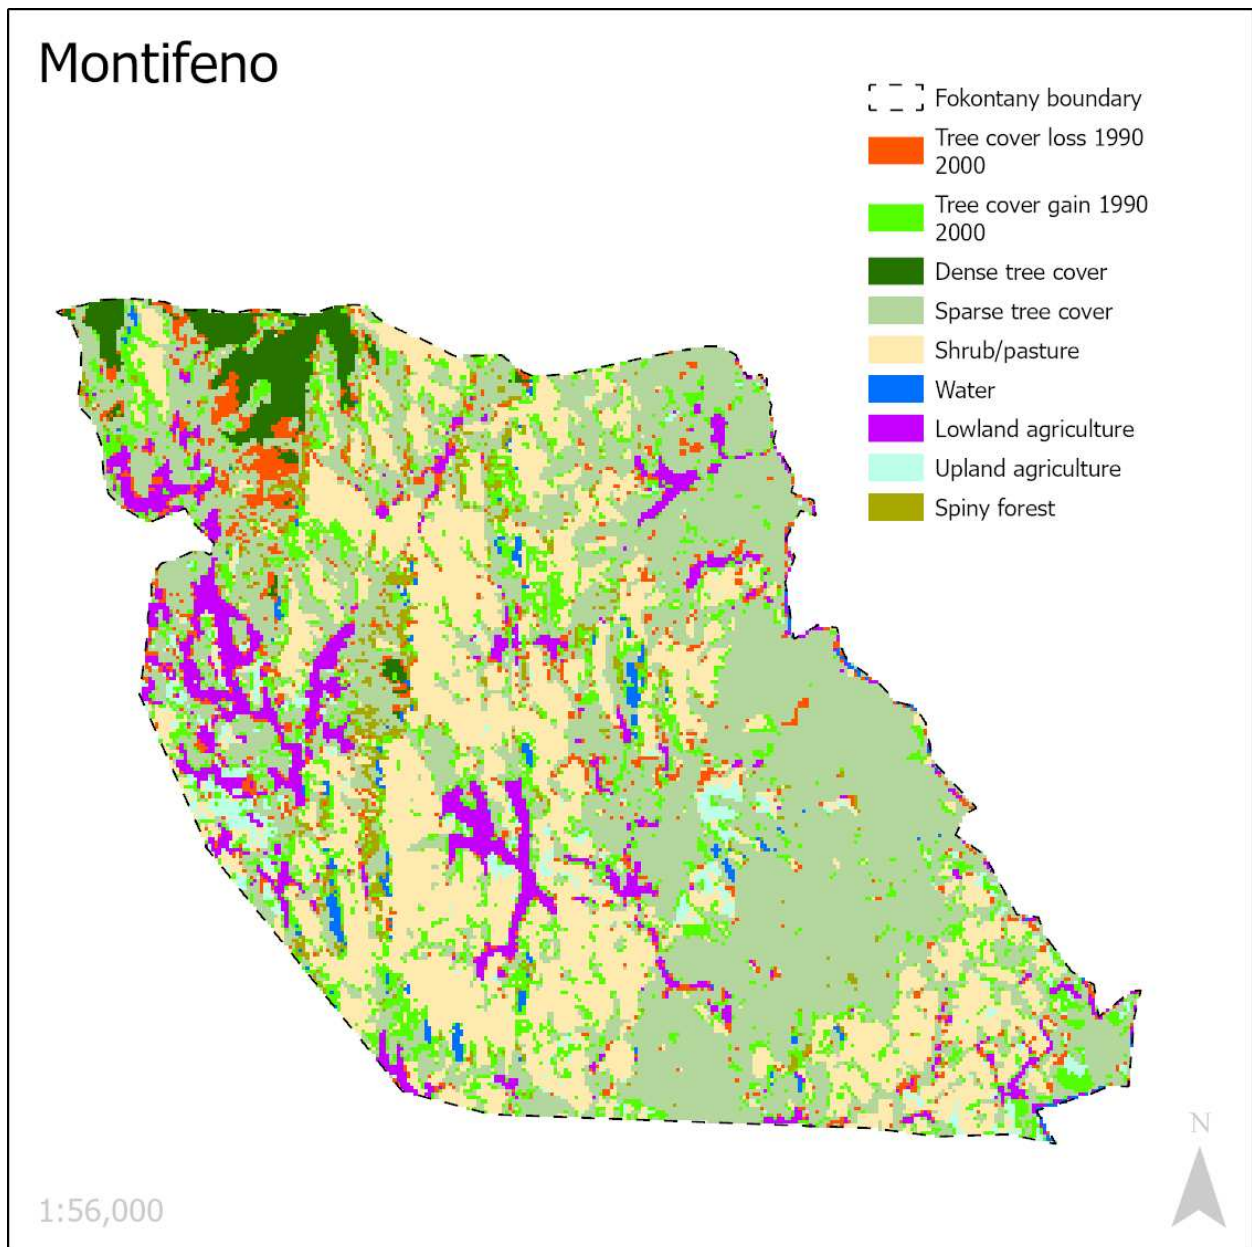 Montifeno
Fokontany boundary
Tree cover loss 1990
2000
Tree cover gain 1990
2000
Dense tree cover
Sparse tree cover
Shrub/pasture
Water
Lowland agriculture
Upland agriculture
Spiny forest
N
1:56,000